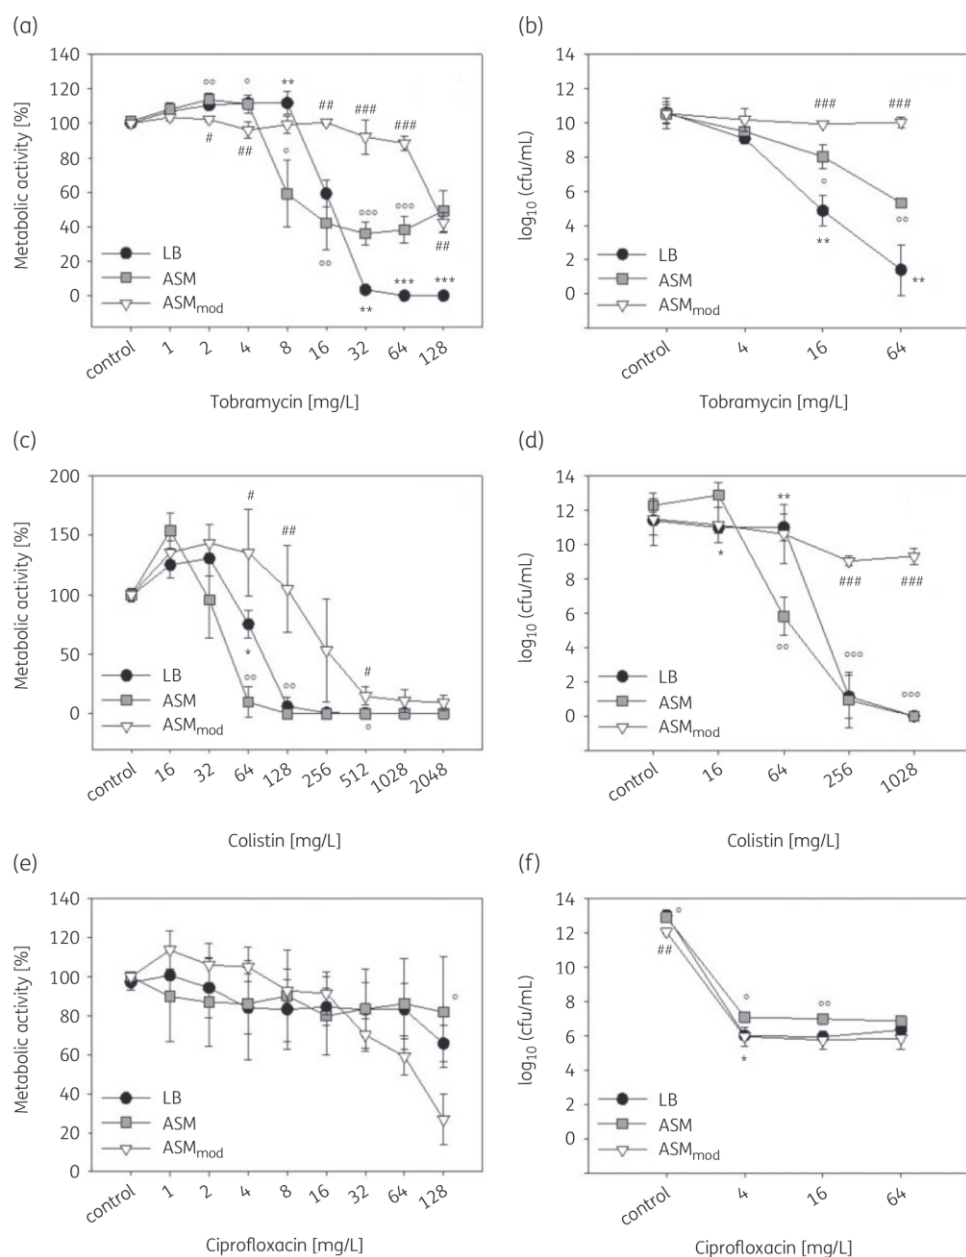 (a)
140
120
100
80
60
40
20
0
Metabolic activity [%]
°° ° **
## ### ###
# ## °
°°° °°°
°° ##
** *** ***
LB
ASM
ASMmod
control 1 2 4 8 16 32 64 128
Tobramycin [mg/L]
(b)
14
12
10
8
6
4
2
0
log10 (cfu/mL)
### ###
° °°
** **
LB
ASM
ASMmod
control 4 16 64
Tobramycin [mg/L]
(c)
200
150
100
50
0
Metabolic activity [%]
# ##
* #
°° °° °
LB
ASM
ASMmod
control 16 32 64 128 256 512 1028 2048
Colistin [mg/L]
(d)
14
12
10
8
6
4
2
0
log10 (cfu/mL)
**
* ### ###
°° °°° °°°
LB
ASM
ASMmod
control 16 64 256 1028
Colistin [mg/L]
(e)
140
120
100
80
60
40
20
0
Metabolic activity [%]
°
LB
ASM
ASMmod
control 1 2 4 8 16 32 64 128
Ciprofloxacin [mg/L]
(f)
14
12
10
8
6
4
2
0
log10 (cfu/mL)
°
##
° °°
*
LB
ASM
ASMmod
control 4 16 64
Ciprofloxacin [mg/L]